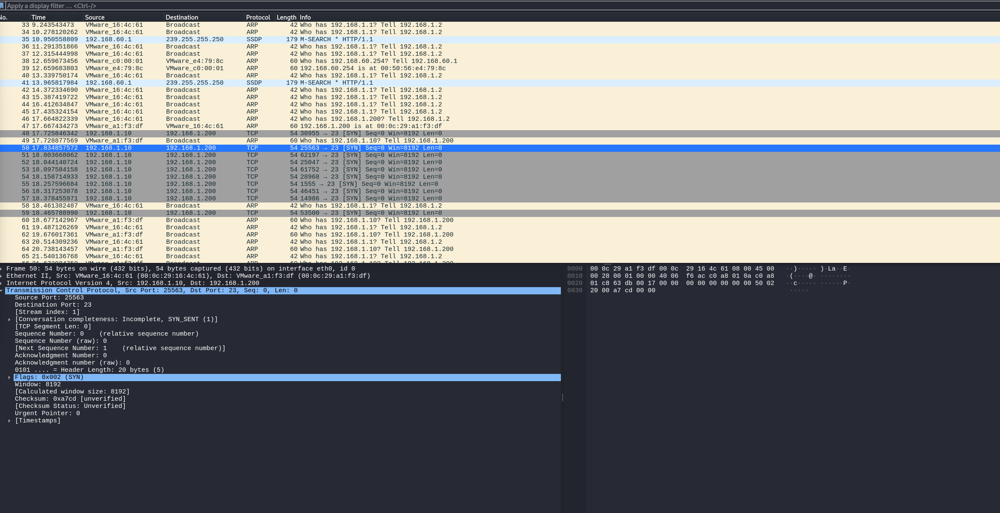 Apply a display filter … <Ctrl-/>
No. Time Source Destination Protocol Length Info
33 9.243543473 VMware_16:4c:61 Broadcast ARP 42 Who has 192.168.1.1? Tell 192.168.1.2
34 10.278120262 VMware_16:4c:61 Broadcast ARP 42 Who has 192.168.1.1? Tell 192.168.1.2
35 10.950558809 192.168.60.1 239.255.255.250 SSDP 179 M-SEARCH * HTTP/1.1
36 11.291351866 VMware_16:4c:61 Broadcast ARP 42 Who has 192.168.1.1? Tell 192.168.1.2
37 12.315444998 VMware_16:4c:61 Broadcast ARP 42 Who has 192.168.1.1? Tell 192.168.1.2
38 12.659673456 VMware_c0:00:01 VMware_e4:79:8c ARP 60 Who has 192.168.60.254? Tell 192.168.60.1
39 12.659683803 VMware_e4:79:8c VMware_c0:00:01 ARP 60 192.168.60.254 is at 00:50:56:e4:79:8c
40 13.339750174 VMware_16:4c:61 Broadcast ARP 42 Who has 192.168.1.1? Tell 192.168.1.2
41 13.965817984 192.168.60.1 239.255.255.250 SSDP 179 M-SEARCH * HTTP/1.1
42 14.372334690 VMware_16:4c:61 Broadcast ARP 42 Who has 192.168.1.1? Tell 192.168.1.2
43 15.387419722 VMware_16:4c:61 Broadcast ARP 42 Who has 192.168.1.1? Tell 192.168.1.2
44 16.412634847 VMware_16:4c:61 Broadcast ARP 42 Who has 192.168.1.1? Tell 192.168.1.2
45 17.435324154 VMware_16:4c:61 Broadcast ARP 42 Who has 192.168.1.1? Tell 192.168.1.2
46 17.664822339 VMware_16:4c:61 Broadcast ARP 42 Who has 192.168.1.200? Tell 192.168.1.2
47 17.667434273 VMware_a1:f3:df VMware_16:4c:61 ARP 60 192.168.1.200 is at 00:0c:29:a1:f3:df
48 17.725846342 192.168.1.10 192.168.1.200 TCP 54 30955 → 23 [SYN] Seq=0 Win=8192 Len=0
49 17.728877569 VMware_a1:f3:df Broadcast ARP 60 Who has 192.168.1.10? Tell 192.168.1.200
50 17.834857572 192.168.1.10 192.168.1.200 TCP 54 25563 → 23 [SYN] Seq=0 Win=8192 Len=0
51 18.003668062 192.168.1.10 192.168.1.200 TCP 54 62197 → 23 [SYN] Seq=0 Win=8192 Len=0
52 18.044140724 192.168.1.10 192.168.1.200 TCP 54 25047 → 23 [SYN] Seq=0 Win=8192 Len=0
53 18.097584158 192.168.1.10 192.168.1.200 TCP 54 61752 → 23 [SYN] Seq=0 Win=8192 Len=0
54 18.158714933 192.168.1.10 192.168.1.200 TCP 54 28968 → 23 [SYN] Seq=0 Win=8192 Len=0
55 18.257596684 192.168.1.10 192.168.1.200 TCP 54 1555 → 23 [SYN] Seq=0 Win=8192 Len=0
56 18.317253078 192.168.1.10 192.168.1.200 TCP 54 46451 → 23 [SYN] Seq=0 Win=8192 Len=0
57 18.378455971 192.168.1.10 192.168.1.200 TCP 54 14986 → 23 [SYN] Seq=0 Win=8192 Len=0
58 18.461382487 VMware_16:4c:61 Broadcast ARP 42 Who has 192.168.1.1? Tell 192.168.1.2
59 18.465788990 192.168.1.10 192.168.1.200 TCP 54 53500 → 23 [SYN] Seq=0 Win=8192 Len=0
60 18.677142967 VMware_a1:f3:df Broadcast ARP 60 Who has 192.168.1.10? Tell 192.168.1.200
61 19.487126269 VMware_16:4c:61 Broadcast ARP 42 Who has 192.168.1.1? Tell 192.168.1.2
62 19.676017361 VMware_a1:f3:df Broadcast ARP 60 Who has 192.168.1.10? Tell 192.168.1.200
63 20.514309236 VMware_16:4c:61 Broadcast ARP 42 Who has 192.168.1.1? Tell 192.168.1.2
64 20.738143457 VMware_a1:f3:df Broadcast ARP 60 Who has 192.168.1.10? Tell 192.168.1.200
65 21.540136768 VMware_16:4c:61 Broadcast ARP 42 Who has 192.168.1.1? Tell 192.168.1.2
Frame 50: 54 bytes on wire (432 bits), 54 bytes captured (432 bits) on interface eth0, id 0
Ethernet II, Src: VMware_16:4c:61 (00:0c:29:16:4c:61), Dst: VMware_a1:f3:df (00:0c:29:a1:f3:df)
Internet Protocol Version 4, Src: 192.168.1.10, Dst: 192.168.1.200
Transmission Control Protocol, Src Port: 25563, Dst Port: 23, Seq: 0, Len: 0
Source Port: 25563
Destination Port: 23
[Stream index: 1]
[Conversation completeness: Incomplete, SYN_SENT (1)]
[TCP Segment Len: 0]
Sequence Number: 0 (relative sequence number)
Sequence Number (raw): 0
[Next Sequence Number: 1 (relative sequence number)]
Acknowledgment Number: 0
Acknowledgment number (raw): 0
0101 .... = Header Length: 20 bytes (5)
Flags: 0x002 (SYN)
Window: 8192
[Calculated window size: 8192]
Checksum: 0xa7cd [unverified]
[Checksum Status: Unverified]
Urgent Pointer: 0
[Timestamps]
0000 00 0c 29 a1 f3 df 00 0c 29 16 4c 61 08 00 45 00 ··)····· )·La··E·
0010 00 28 00 01 00 00 40 06 f6 ac c0 a8 01 0a c0 a8 ·(····@· ········
0020 01 c8 63 db 00 17 00 00 00 00 00 00 00 00 50 02 ··c····· ······P·
0030 20 00 a7 cd 00 00 ·····